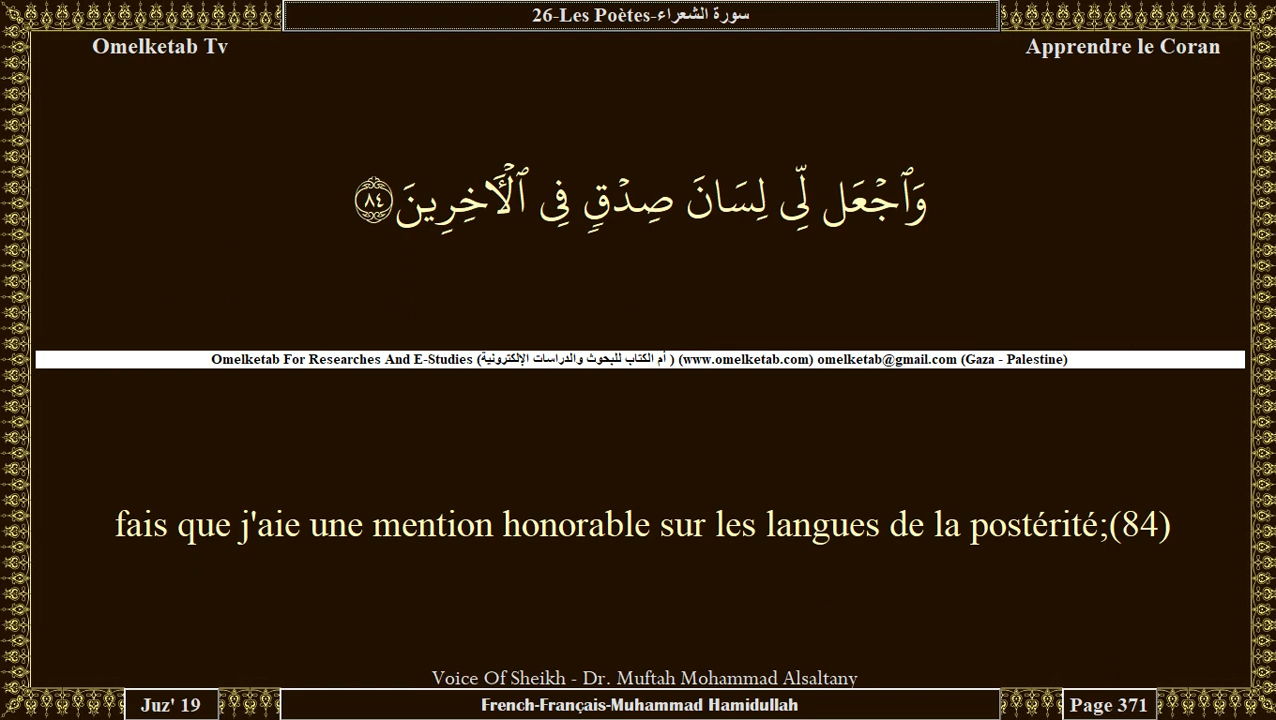 26-Les Poètes-سورة الشعراء
Omelketab Tv
Apprendre le Coran
وَٱجۡعَل لِّي لِسَانَ صِدۡقٖ فِي ٱلۡأٓخِرِينَ ٨٤
Omelketab For Researches And E-Studies (أم الكتاب للبحوث والدراسات الإلكترونية ) (www.omelketab.com) omelketab@gmail.com (Gaza - Palestine)
fais que j'aie une mention honorable sur les langues de la postérité;(84)
Voice Of Sheikh - Dr. Muftah Mohammad Alsaltany
Juz' 19
French-Français-Muhammad Hamidullah
Page 371